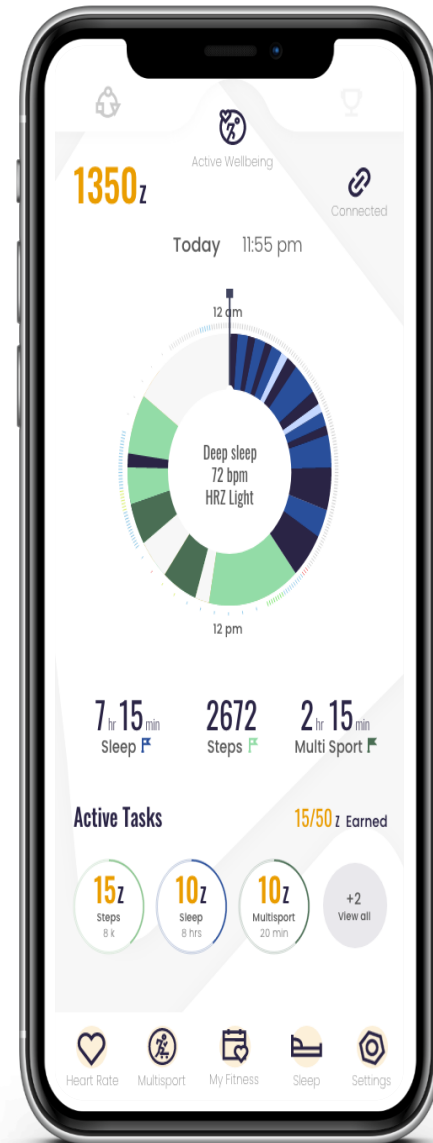 Active Wellbeing
1350z
Connected
Today 11:55 pm
12 am
Deep sleep
72 bpm
HRZ Light
12 pm
7 hr 15 min
Sleep
2672
Steps
2 hr 15 min
Multi Sport
Active Tasks
15/50 z Earned
15z
Steps
8 k
10z
Sleep
8 hrs
10z
Multisport
20 min
+2
View all
Heart Rate
Multisport
My Fitness
Sleep
Settings